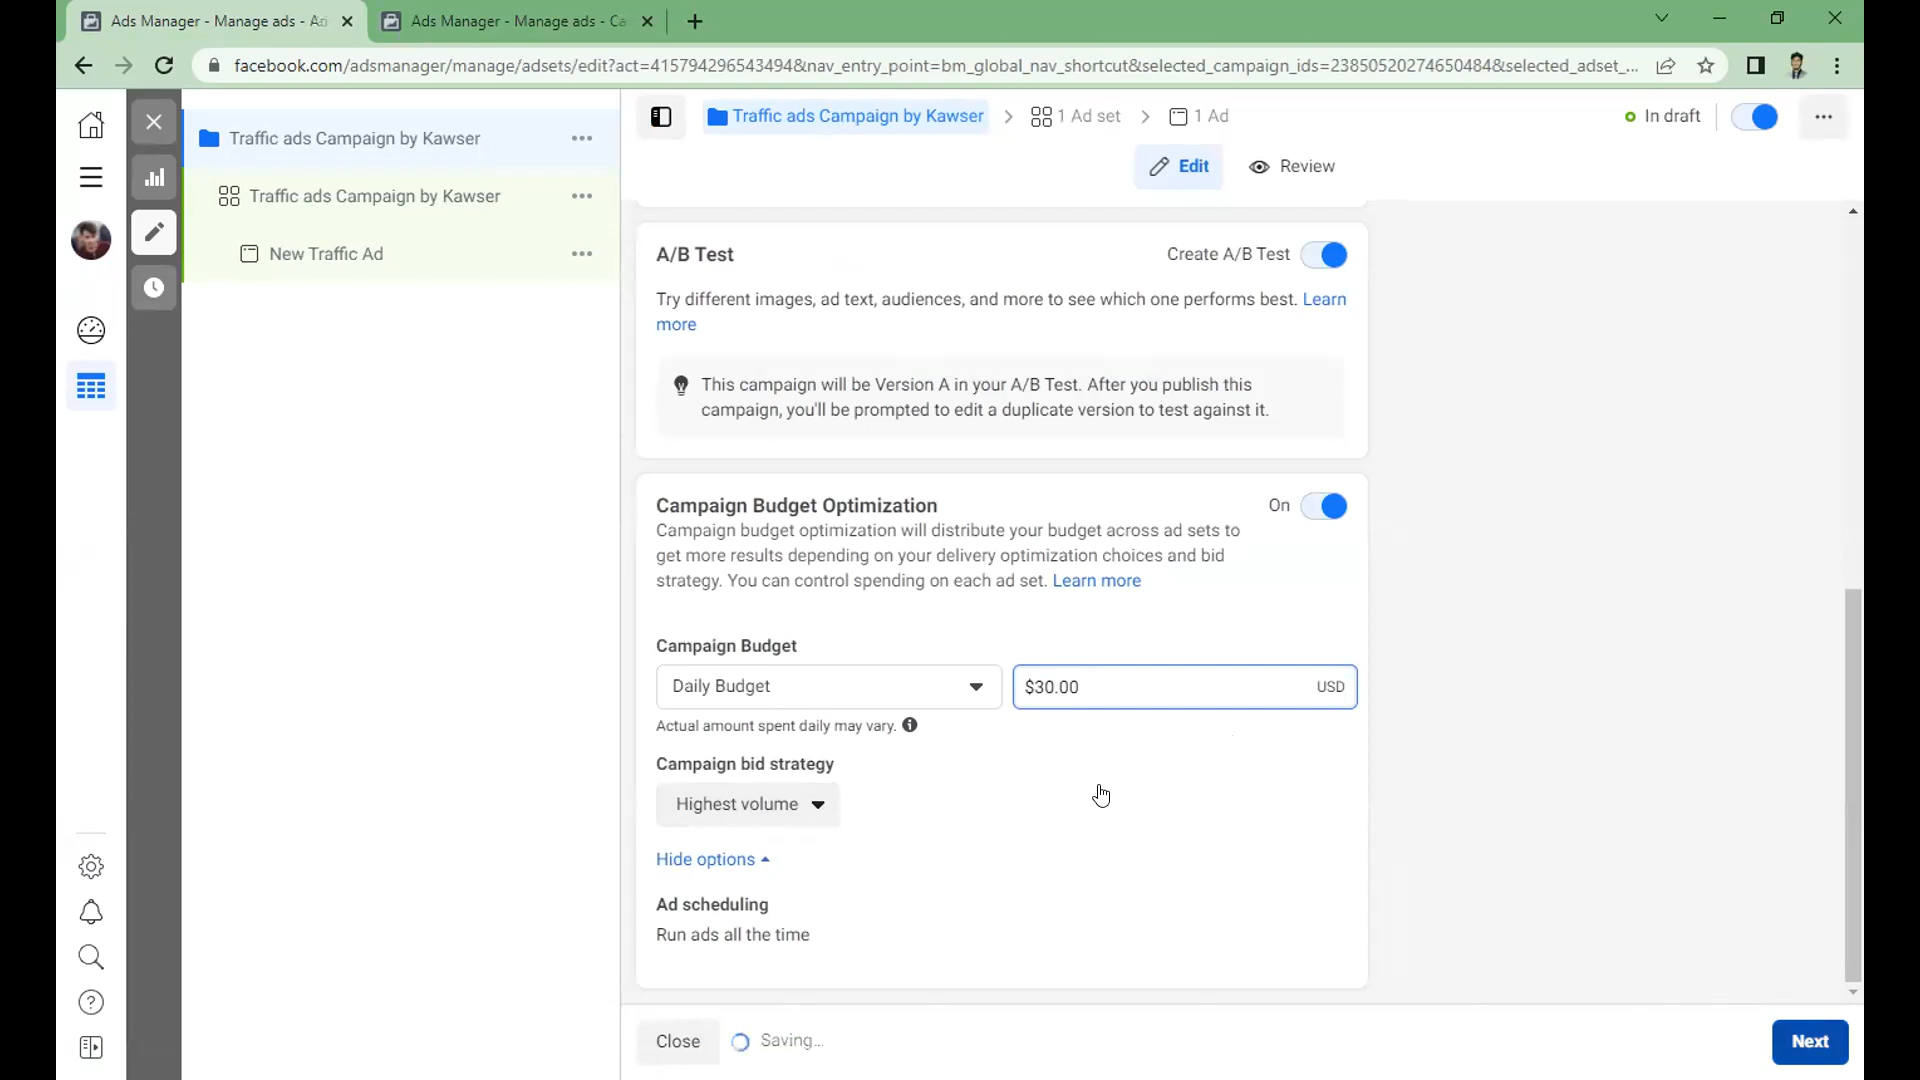 Ads Manager - Manage ads - Ad
Ads Manager - Manage ads - Ca
facebook.com/adsmanager/manage/adsets/edit?act=415794296543494&nav_entry_point=bm_global_nav_shortcut&selected_campaign_ids=23850520274650484&selected_adset_...
Traffic ads Campaign by Kawser
1 Ad set
1 Ad
In draft
Edit
Review
Traffic ads Campaign by Kawser
Traffic ads Campaign by Kawser
New Traffic Ad
A/B Test
Create A/B Test
Try different images, ad text, audiences, and more to see which one performs best. Learn
more
This campaign will be Version A in your A/B Test. After you publish this
campaign, you'll be prompted to edit a duplicate version to test against it.
Campaign Budget Optimization
On
Campaign budget optimization will distribute your budget across ad sets to
get more results depending on your delivery optimization choices and bid
strategy. You can control spending on each ad set. Learn more
Campaign Budget
Daily Budget
$30.00
USD
Actual amount spent daily may vary.
Campaign bid strategy
Highest volume
Hide options
Ad scheduling
Run ads all the time
Close
Saving...
Next